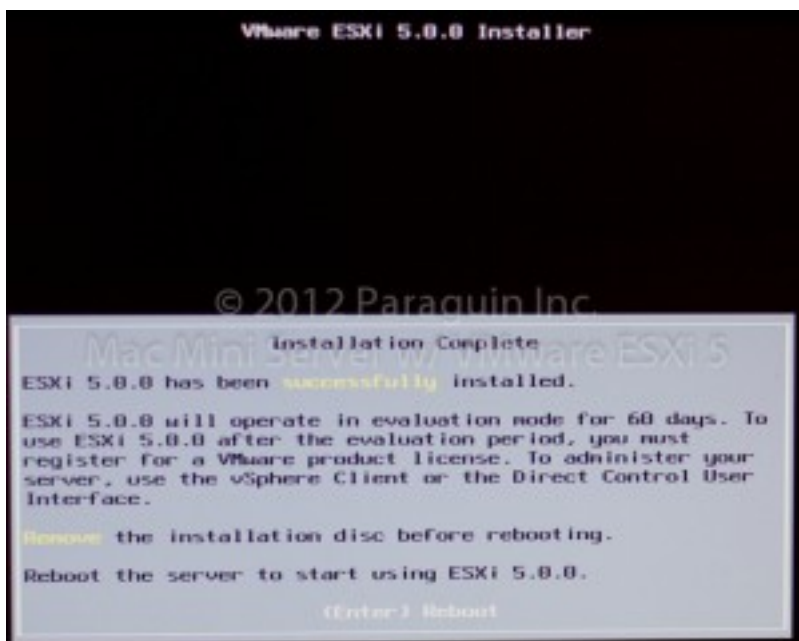 VMware ESXi 5.0.0 Installer
© 2012 Paraguin Inc.
Mac Mini Server w/ VMware ESXi 5
Installation Complete
ESXi 5.0.0 has been successfully installed.
ESXi 5.0.0 will operate in evaluation mode for 60 days. To
use ESXi 5.0.0 after the evaluation period, you must
register for a VMware product license. To administer your
server, use the vSphere Client or the Direct Control User
Interface.
Remove the installation disc before rebooting.
Reboot the server to start using ESXi 5.0.0.
(Enter) Reboot